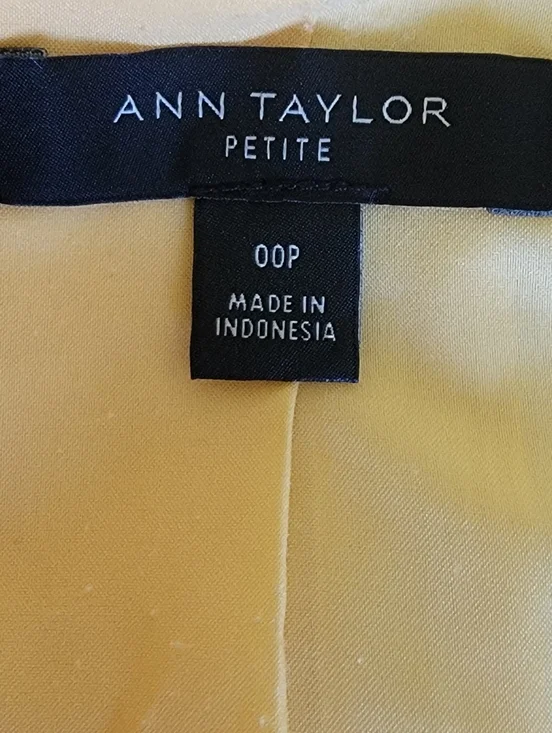 ANN TAYLOR
PETITE
00P
MADE IN
INDONESIA